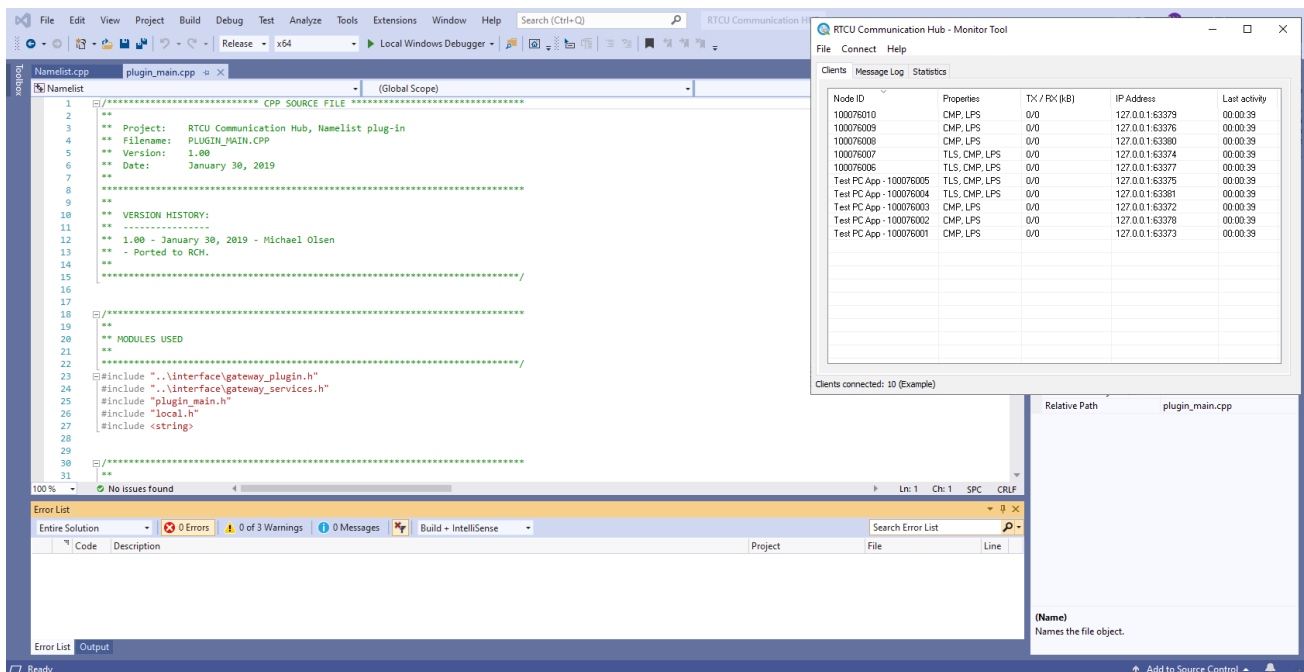 File Edit View Project Build Debug Test Analyze Tools Extensions Window Help Search (Ctrl+Q) RTCU Communication H
Release x64 Local Windows Debugger
Toolbox
Namelist.cpp plugin_main.cpp
Namelist (Global Scope)
1 /**************************** CPP SOURCE FILE ********************************
2 **
3 ** Project: RTCU Communication Hub, Namelist plug-in
4 ** Filename: PLUGIN_MAIN.CPP
5 ** Version: 1.00
6 ** Date: January 30, 2019
7 **
8 *******************************************************************************
9 **
10 ** VERSION HISTORY:
11 ** ----------------
12 ** 1.00 - January 30, 2019 - Michael Olsen
13 ** - Ported to RCH.
14 **
15 ******************************************************************************/
16
17
18 /******************************************************************************
19 **
20 ** MODULES USED
21 **
22 ******************************************************************************/
23 #include "..\interface\gateway_plugin.h"
24 #include "..\interface\gateway_services.h"
25 #include "plugin_main.h"
26 #include "local.h"
27 #include <string>
28
29
30 /******************************************************************************
31 **
100 % No issues found Ln: 1 Ch: 1 SPC CRLF
Error List
Entire Solution 0 Errors 0 of 3 Warnings 0 Messages Build + IntelliSense Search Error List
Code Description Project File Line
Error List Output
Ready Add to Source Control
RTCU Communication Hub - Monitor Tool
File Connect Help
Clients Message Log Statistics
Node ID Properties TX / RX (kB) IP Address Last activity
100076010 CMP, LPS 0/0 127.0.0.1:63379 00:00:39
100076009 CMP, LPS 0/0 127.0.0.1:63376 00:00:39
100076008 CMP, LPS 0/0 127.0.0.1:63380 00:00:39
100076007 TLS, CMP, LPS 0/0 127.0.0.1:63374 00:00:39
100076006 TLS, CMP, LPS 0/0 127.0.0.1:63377 00:00:39
Test PC App - 100076005 TLS, CMP, LPS 0/0 127.0.0.1:63375 00:00:39
Test PC App - 100076004 TLS, CMP, LPS 0/0 127.0.0.1:63381 00:00:39
Test PC App - 100076003 CMP, LPS 0/0 127.0.0.1:63372 00:00:39
Test PC App - 100076002 CMP, LPS 0/0 127.0.0.1:63378 00:00:39
Test PC App - 100076001 CMP, LPS 0/0 127.0.0.1:63373 00:00:39
Clients connected: 10 (Example)
Relative Path plugin_main.cpp
(Name)
Names the file object.